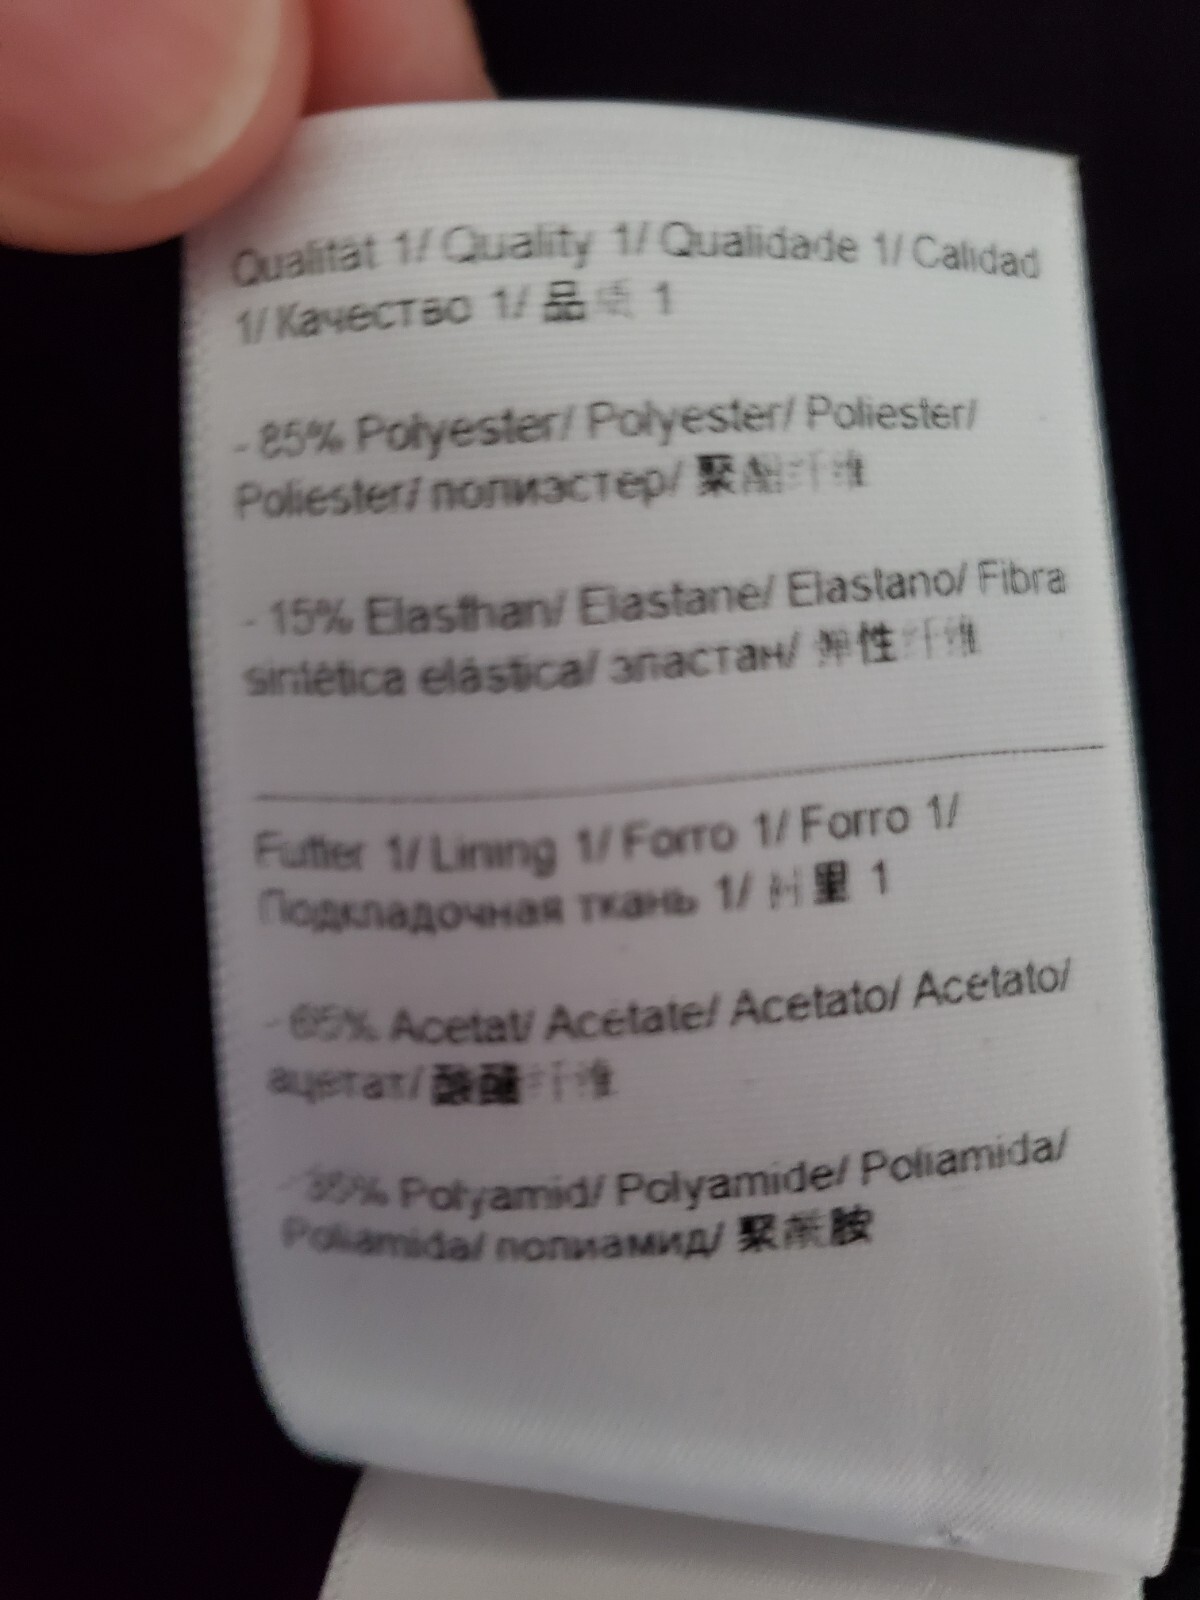 Qualität 1/ Quality 1/ Qualidade 1/ Calidad
1/ Качество 1/ 品质 1
- 85% Polyester/ Polyester/ Poliester/
Poliester/ полиэстер/ 聚酯纤维
- 15% Elasthan/ Elastane/ Elastano/ Fibra
sintética elástica/ эластан/ 弹性纤维
Futter 1/ Lining 1/ Forro 1/ Forro 1/
Подкладочная ткань 1/ 衬里 1
- 65% Acetat/ Acetate/ Acetato/ Acetato/
ацетат/ 醋酸纤维
- 35% Polyamid/ Polyamide/ Poliamida/
Poliamida/ полиамид/ 聚酰胺